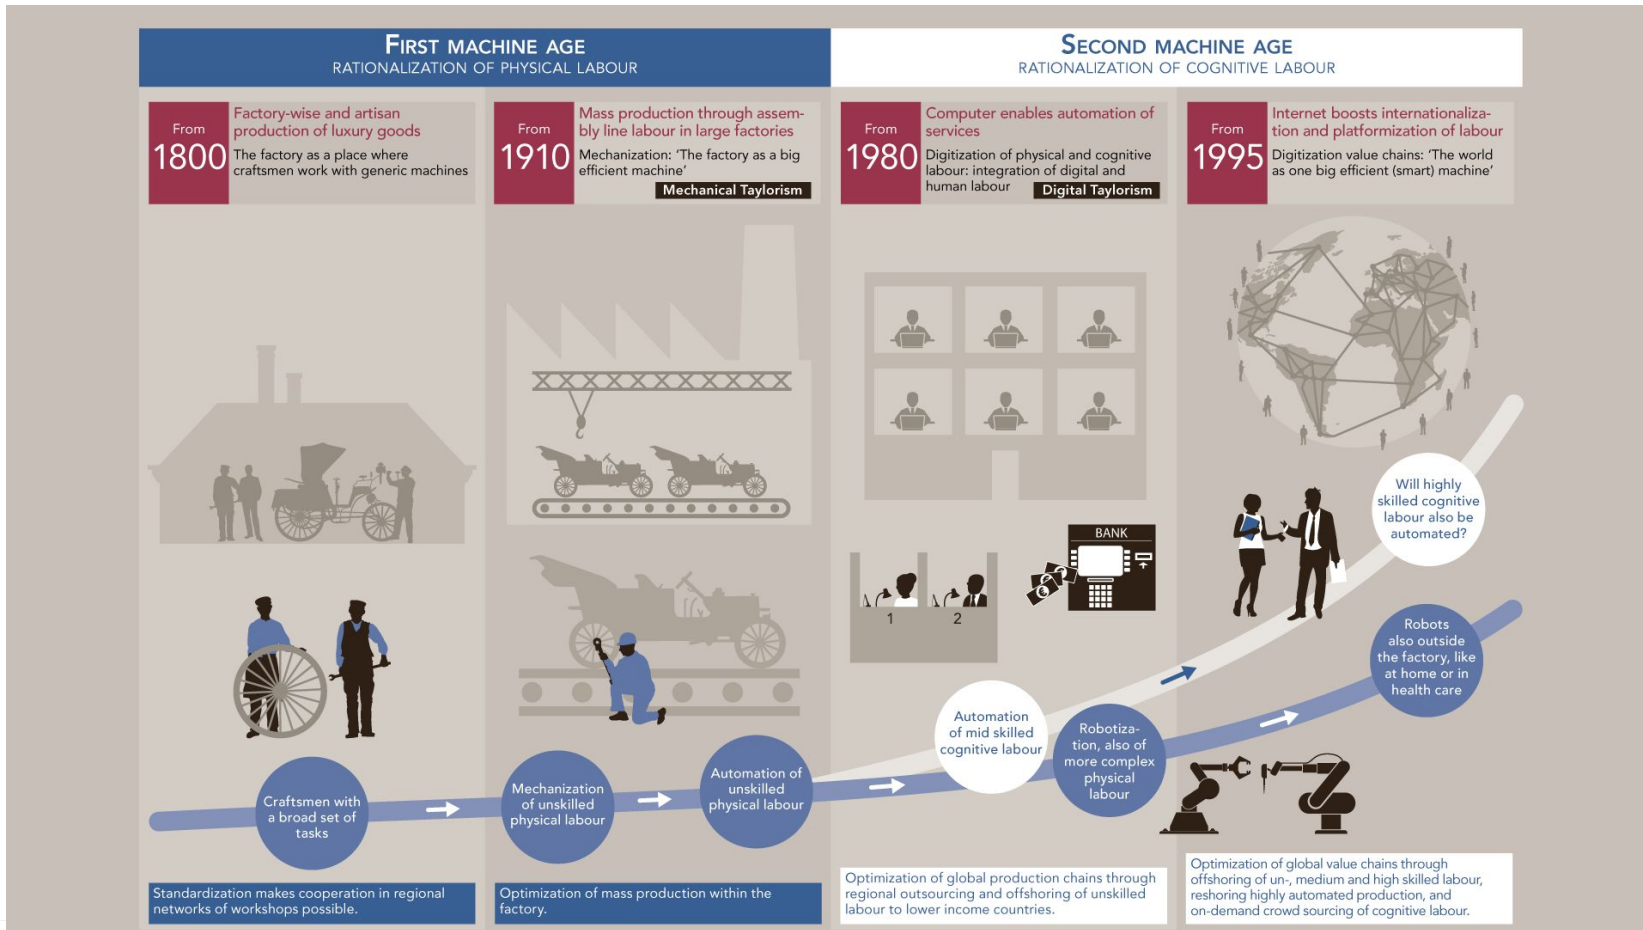 FIRST MACHINE AGE
RATIONALIZATION OF PHYSICAL LABOUR
SECOND MACHINE AGE
RATIONALIZATION OF COGNITIVE LABOUR
From
1800
Factory-wise and artisan
production of luxury goods
The factory as a place where
craftsmen work with generic machines
From
1910
Mass production through assem-
bly line labour in large factories
Mechanization: ‘The factory as a big
efficient machine’
Mechanical Taylorism
From
1980
Computer enables automation of
services
Digitization of physical and cognitive
labour: integration of digital and
human labour
Digital Taylorism
From
1995
Internet boosts internationaliza-
tion and platformization of labour
Digitization value chains: ‘The world
as one big efficient (smart) machine’
BANK
1
2
Will highly
skilled cognitive
labour also be
automated?
Robots
also outside
the factory, like
at home or in
health care
Automation
of mid skilled
cognitive labour
Robotiza-
tion, also of
more complex
physical
labour
Automation of
unskilled
physical labour
Mechanization
of unskilled
physical labour
Craftsmen with
a broad set of
tasks
Standardization makes cooperation in regional
networks of workshops possible.
Optimization of mass production within the
factory.
Optimization of global production chains through
regional outsourcing and offshoring of unskilled
labour to lower income countries.
Optimization of global value chains through
offshoring of un-, medium and high skilled labour,
reshoring highly automated production, and
on-demand crowd sourcing of cognitive labour.